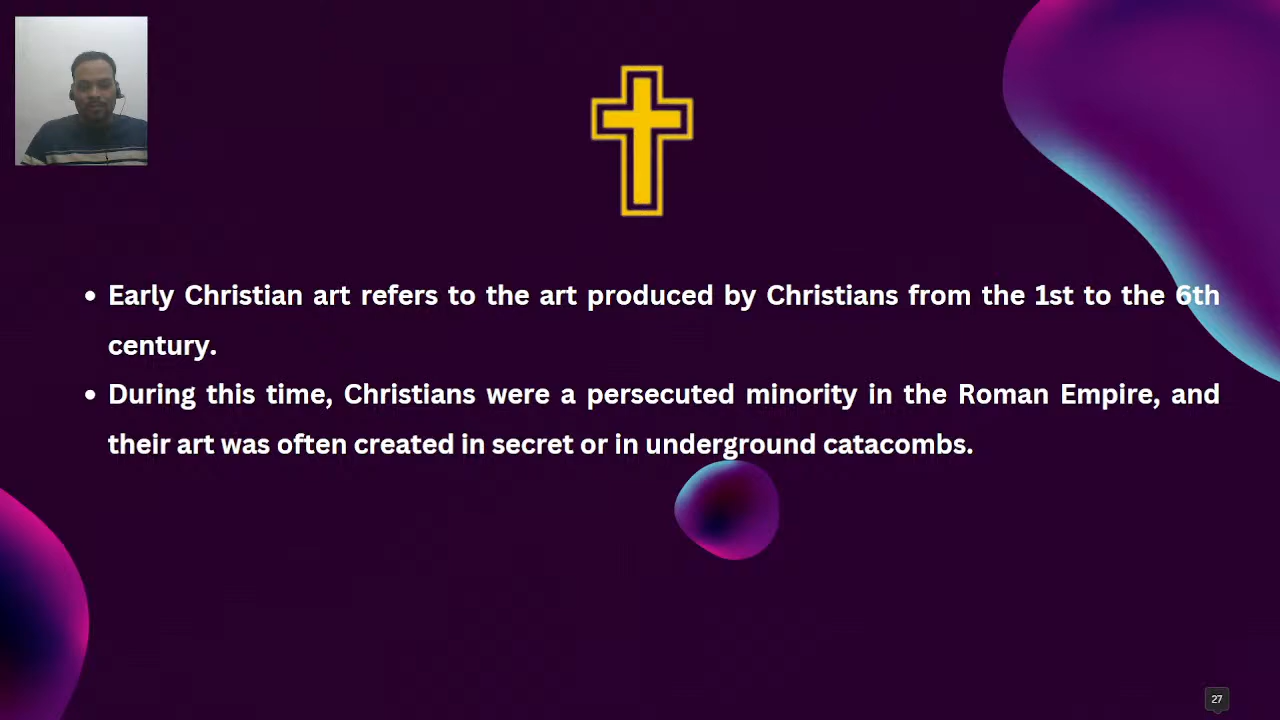 • Early Christian art refers to the art produced by Christians from the 1st to the 6th
century.
• During this time, Christians were a persecuted minority in the Roman Empire, and
their art was often created in secret or in underground catacombs.
27